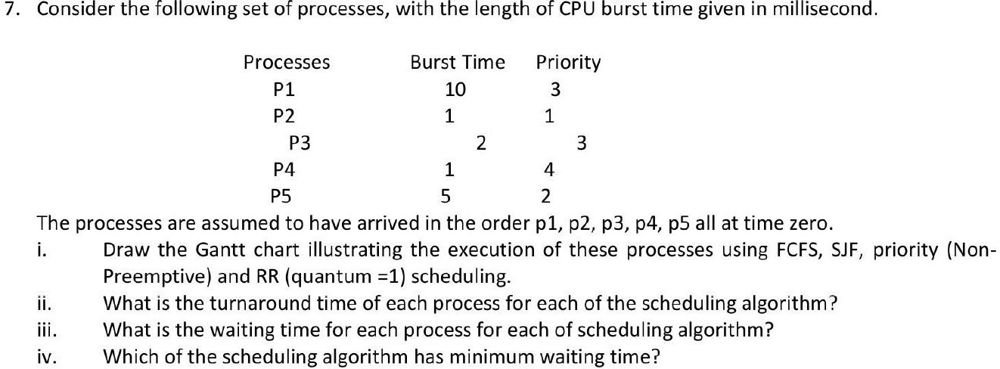 7. Consider the following set of processes, with the length of CPU burst time given in millisecond.
Processes Burst Time Priority
P1 10 3
P2 1 1
P3 2 3
P4 1 4
P5 5 2
The processes are assumed to have arrived in the order p1, p2, p3, p4, p5 all at time zero.
i. Draw the Gantt chart illustrating the execution of these processes using FCFS, SJF, priority (Non-
Preemptive) and RR (quantum =1) scheduling.
ii. What is the turnaround time of each process for each of the scheduling algorithm?
iii. What is the waiting time for each process for each of scheduling algorithm?
iv. Which of the scheduling algorithm has minimum waiting time?